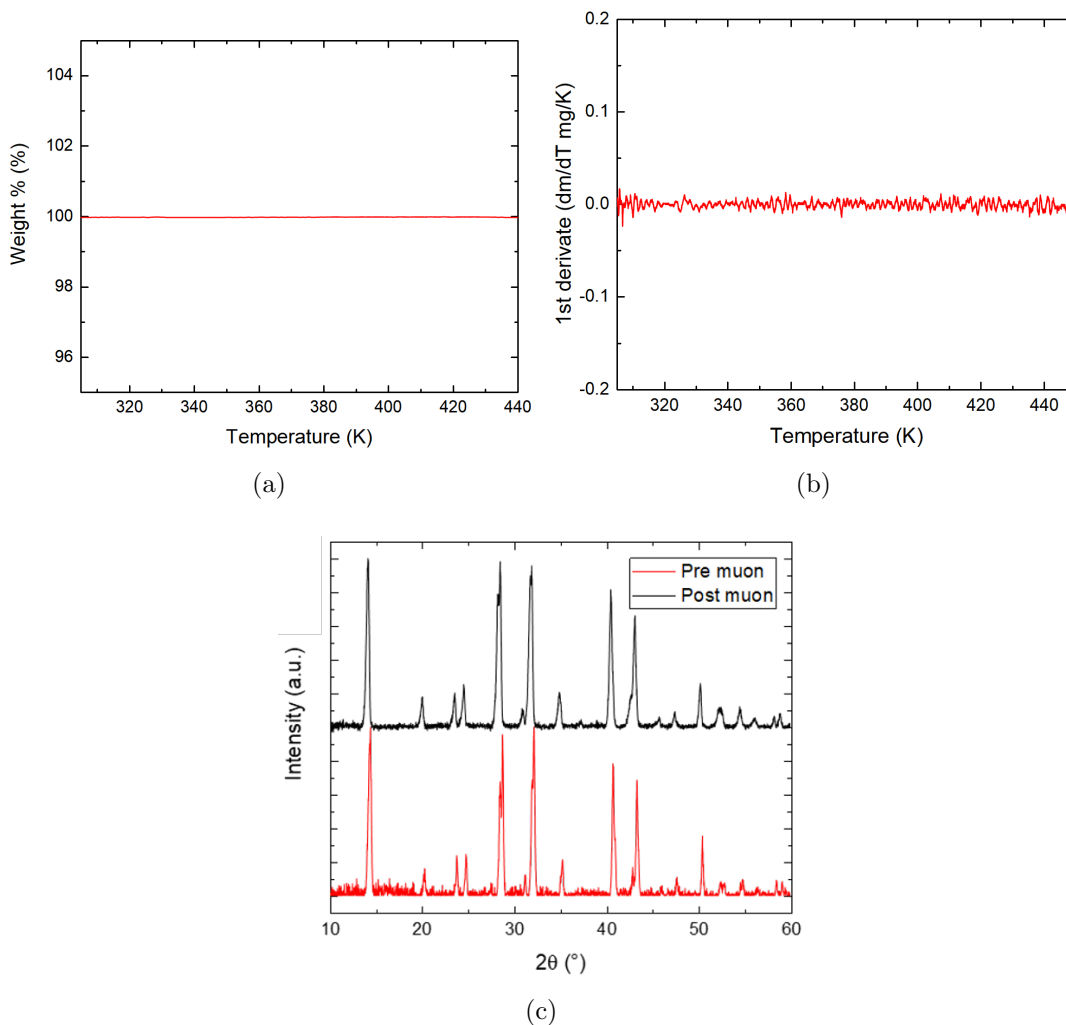 104
102
100
98
96
Weight % (%)
320 340 360 380 400 420 440
Temperature (K)
(a)
0.2
0.1
0.0
-0.1
-0.2
1st derivate (dm/dT mg/K)
320 340 360 380 400 420 440
Temperature (K)
(b)
Pre muon
Post muon
Intensity (a.u.)
10 20 30 40 50 60
2θ (°)
(c)